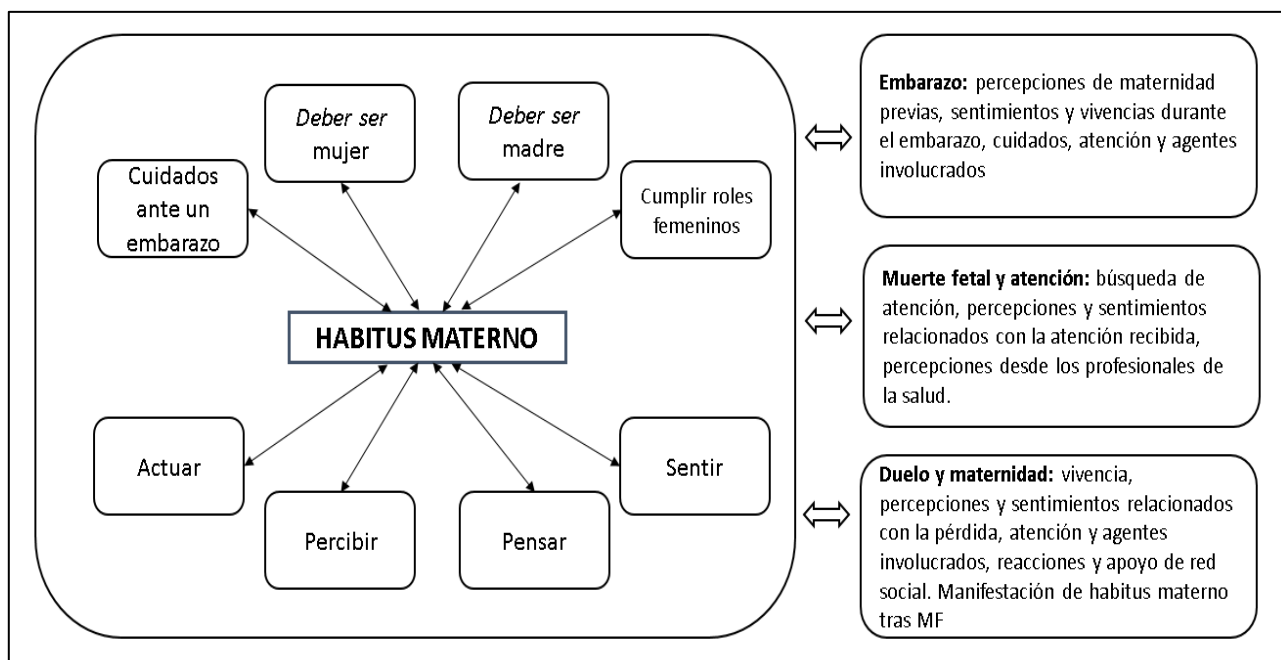 Deber ser
mujer
Deber ser
madre
Cuidados
ante un
embarazo
Cumplir roles
femeninos
HABITUS MATERNO
Actuar
Percibir
Pensar
Sentir
Embarazo: percepciones de maternidad
previas, sentimientos y vivencias durante
el embarazo, cuidados, atención y agentes
involucrados
Muerte fetal y atención: búsqueda de
atención, percepciones y sentimientos
relacionados con la atención recibida,
percepciones desde los profesionales de
la salud.
Duelo y maternidad: vivencia,
percepciones y sentimientos relacionados
con la pérdida, atención y agentes
involucrados, reacciones y apoyo de red
social. Manifestación de habitus materno
tras MF